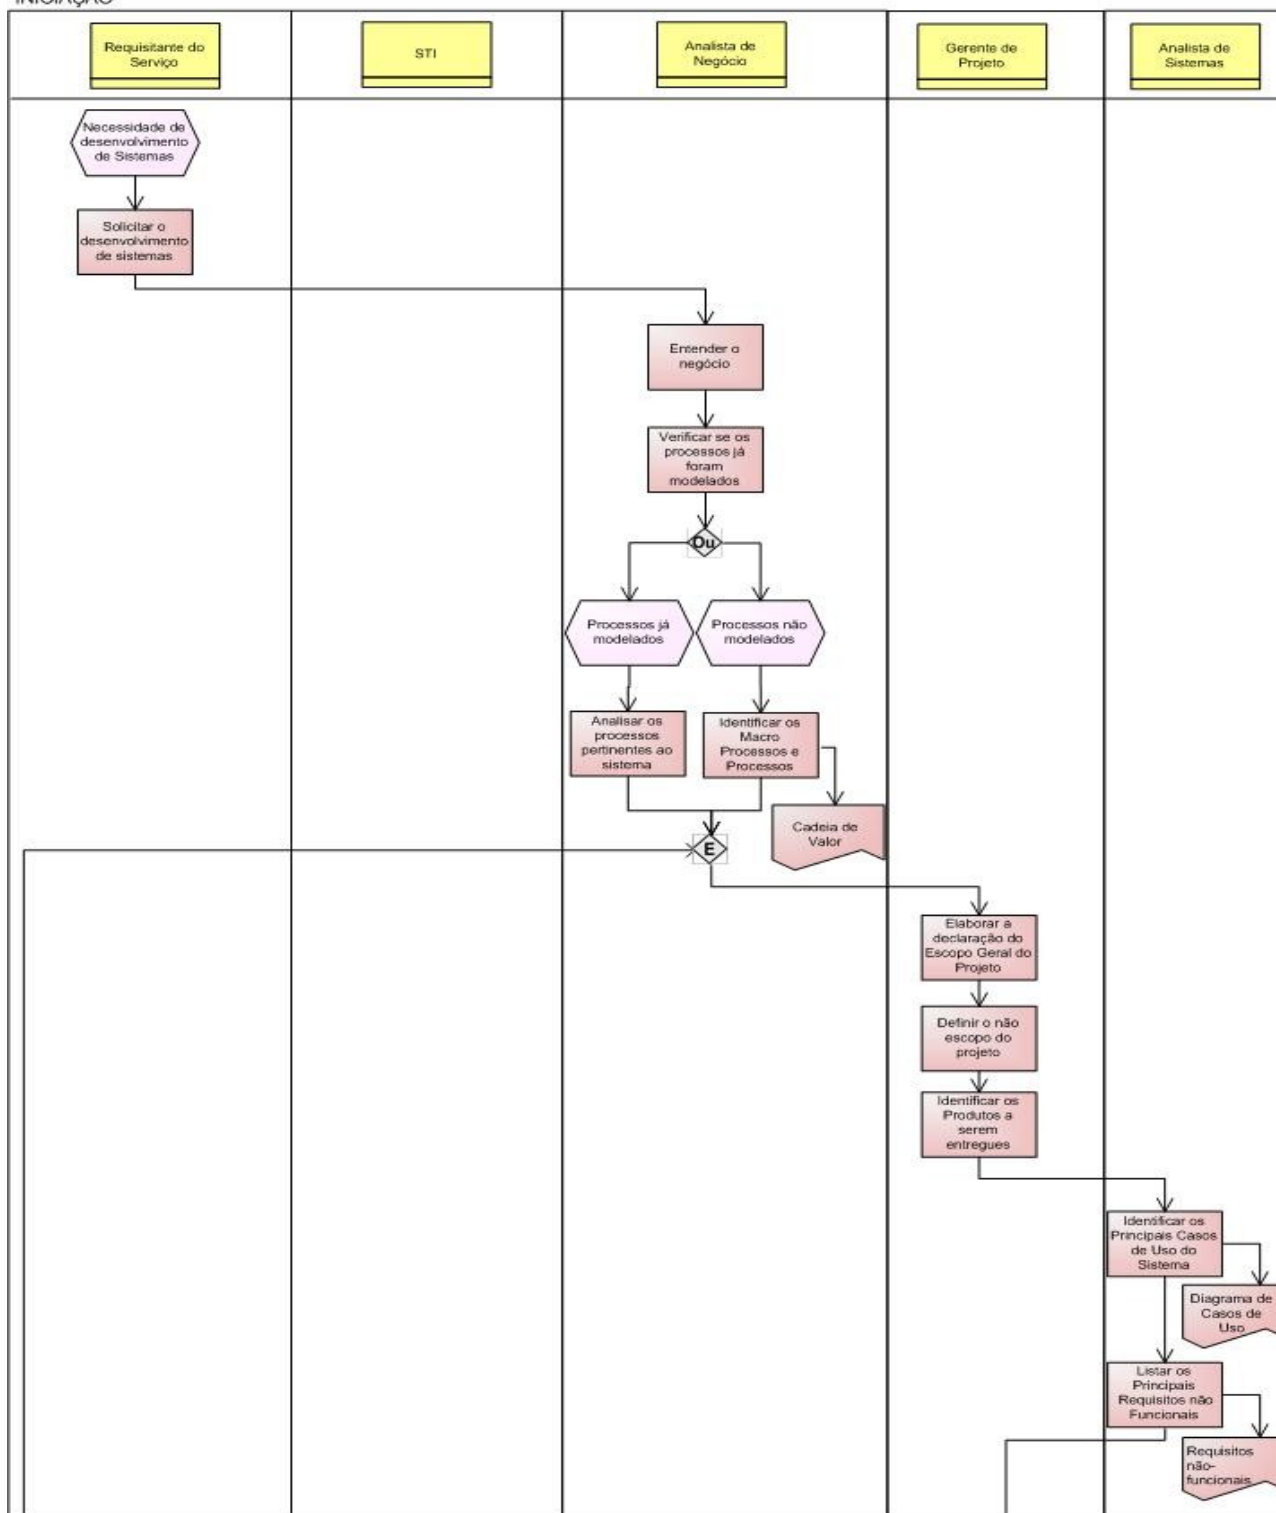 INICIAÇÃO
Requisitante do
Serviço
STI
Analista de
Negócio
Gerente de
Projeto
Analista de
Sistemas
Necessidade de
desenvolvimento
de Sistemas
Solicitar o
desenvolvimento
de sistemas
Entender o
negócio
Verificar se os
processos já
foram
modelados
Ou
Processos já
modelados
Processos não
modelados
Analisar os
processos
pertinentes ao
sistema
Identificar os
Macro
Processos e
Processos
Cadeia de
Valor
E
Elaborar a
declaração do
Escopo Geral do
Projeto
Definir o não
escopo do
projeto
Identificar os
Produtos a
serem
entregues
Identificar os
Principais Casos
de Uso do
Sistema
Diagrama de
Casos de
Uso
Listar os
Principais
Requisitos não
Funcionais
Requisitos
não-
funcionais